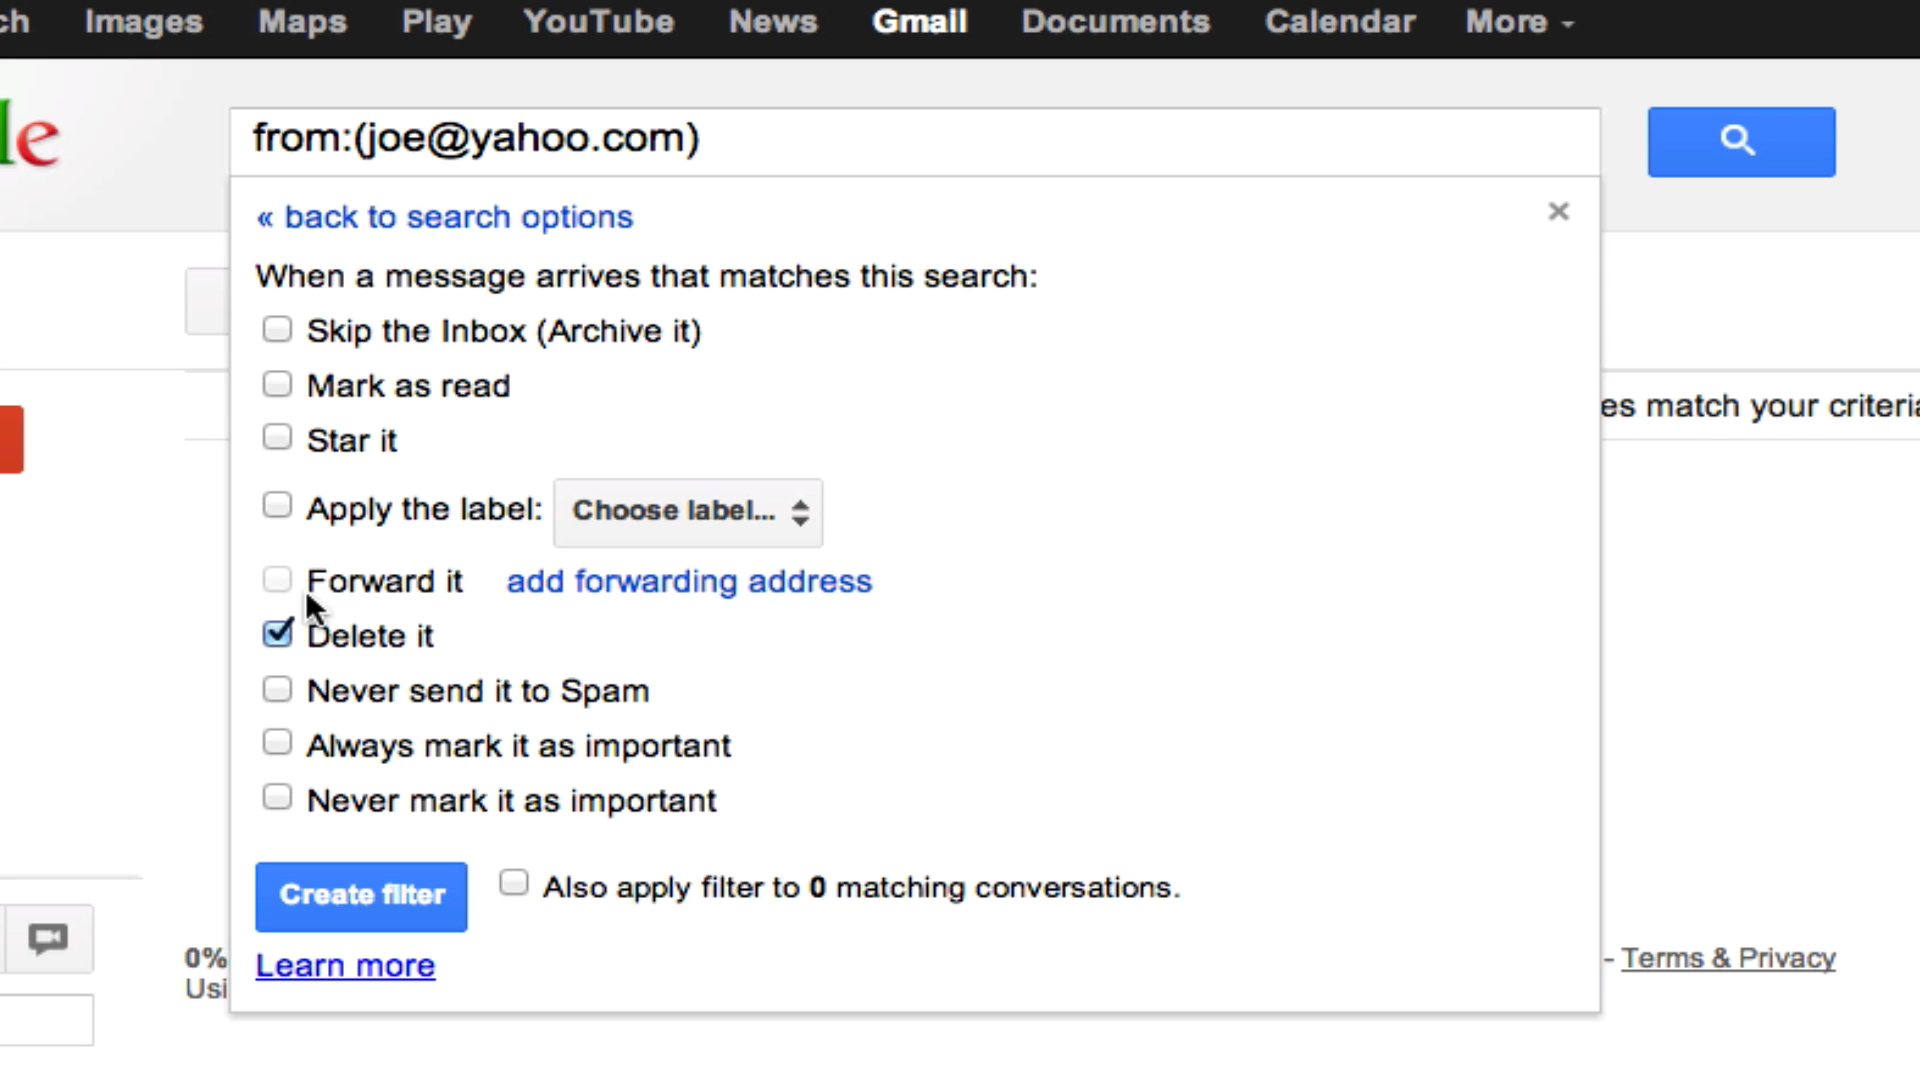 ch Images Maps Play YouTube News Gmail Documents Calendar More
le
from:(joe@yahoo.com)
« back to search options
When a message arrives that matches this search:
Skip the Inbox (Archive it)
Mark as read
es match your criteria
Star it
Apply the label: Choose label...
Forward it add forwarding address
Delete it
Never send it to Spam
Always mark it as important
Never mark it as important
Create filter Also apply filter to 0 matching conversations.
0% - Terms & Privacy
Learn more
Usi